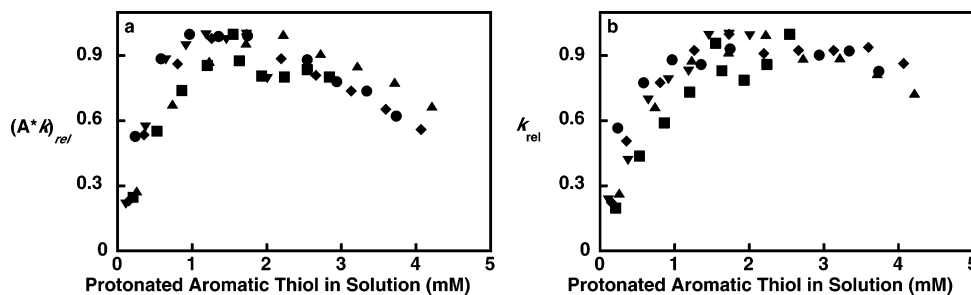 a
0.9
0.6
0.3
0
(A*k)rel
0 1 2 3 4 5
Protonated Aromatic Thiol in Solution (mM)
b
0.9
0.6
0.3
0
krel
0 1 2 3 4 5
Protonated Aromatic Thiol in Solution (mM)